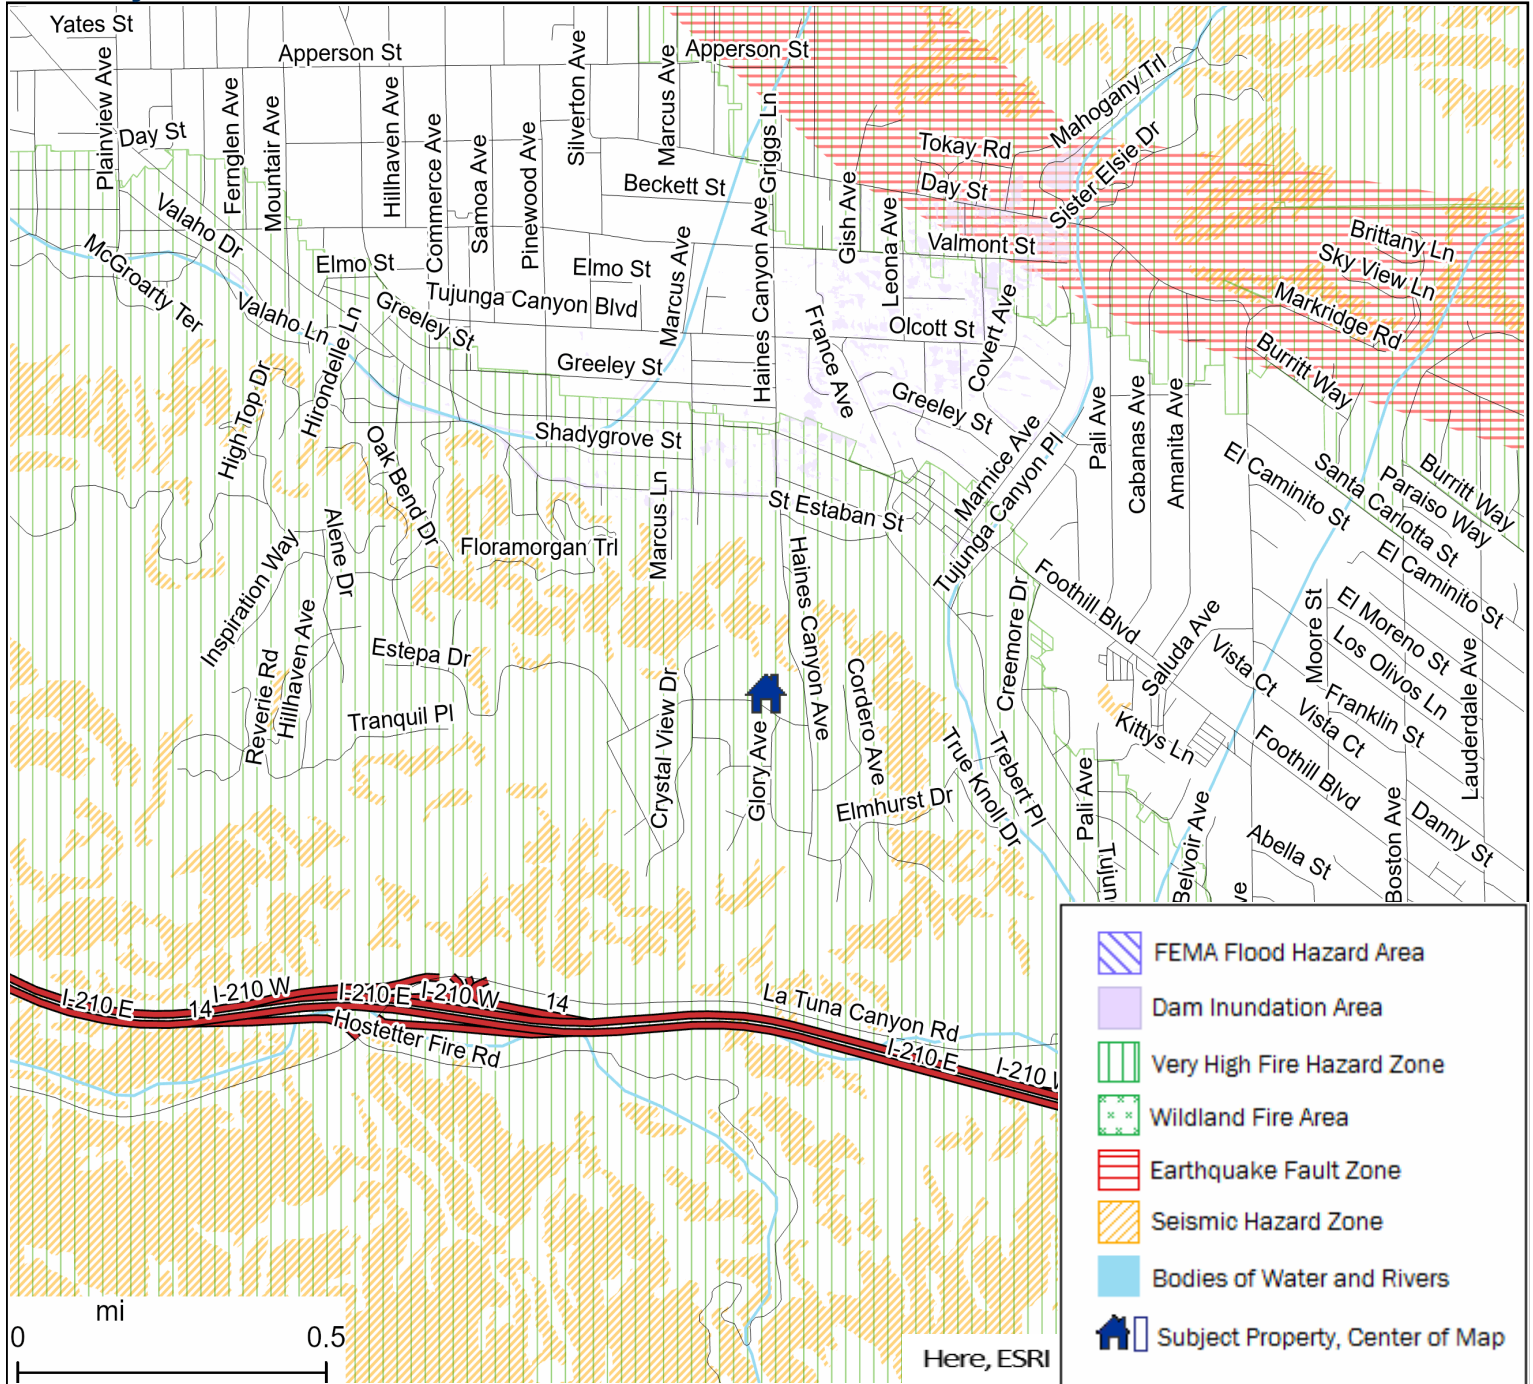 Yates St
Apperson St
Apperson St
Plainview Ave
Day St
Fernglen Ave
Mountair Ave
Hillhaven Ave
Commerce Ave
Samoa Ave
Pinewood Ave
Silverton Ave
Marcus Ave
Griggs Ln
Mahogany Trl
Tokay Rd
Day St
Sister Elsie Dr
Beckett St
Gish Ave
Leona Ave
Valmont St
Brittany Ln
Sky View Ln
Markridge Rd
Burritt Way
Valaho Dr
McGroarty Ter
Elmo St
Elmo St
Tujunga Canyon Blvd
Marcus Ave
Haines Canyon Ave
Valaho Ln
Greeley St
Greeley St
Hirondelle Ln
High Top Dr
France Ave
Olcott St
Covert Ave
Greeley St
Shadygrove St
Oak Bend Dr
Marnice Ave
Tujunga Canyon Pl
Pali Ave
Cabanas Ave
Amanita Ave
El Caminito St
Santa Carlotta St
Paraiso Way
Burritt Way
El Caminito St
Marcus Ln
St Estaban St
Floramorgan Trl
Alene Dr
Inspiration Way
Haines Canyon Ave
Foothill Blvd
Creemore Dr
Saluda Ave
Moore St
El Moreno St
Los Olivos Ln
Vista Ct
Franklin St
Vista Ct
Lauderdale Ave
Estepa Dr
Hillhaven Ave
Reverie Rd
Tranquil Pl
Crystal View Dr
Glory Ave
Cordero Ave
Elmhurst Dr
True Knoll Dr
Trebert Pl
Kittys Ln
Foothill Blvd
Pali Ave
Belvoir Ave
Abella St
Boston Ave
Danny St
Tujun
ve
I-210 E
14
I-210 W
I-210 E
I-210 W
14
La Tuna Canyon Rd
Hostetter Fire Rd
I-210 E
I-210 W
FEMA Flood Hazard Area
Dam Inundation Area
Very High Fire Hazard Zone
Wildland Fire Area
Earthquake Fault Zone
Seismic Hazard Zone
Bodies of Water and Rivers
Subject Property, Center of Map
mi
0 0.5
Here, ESRI